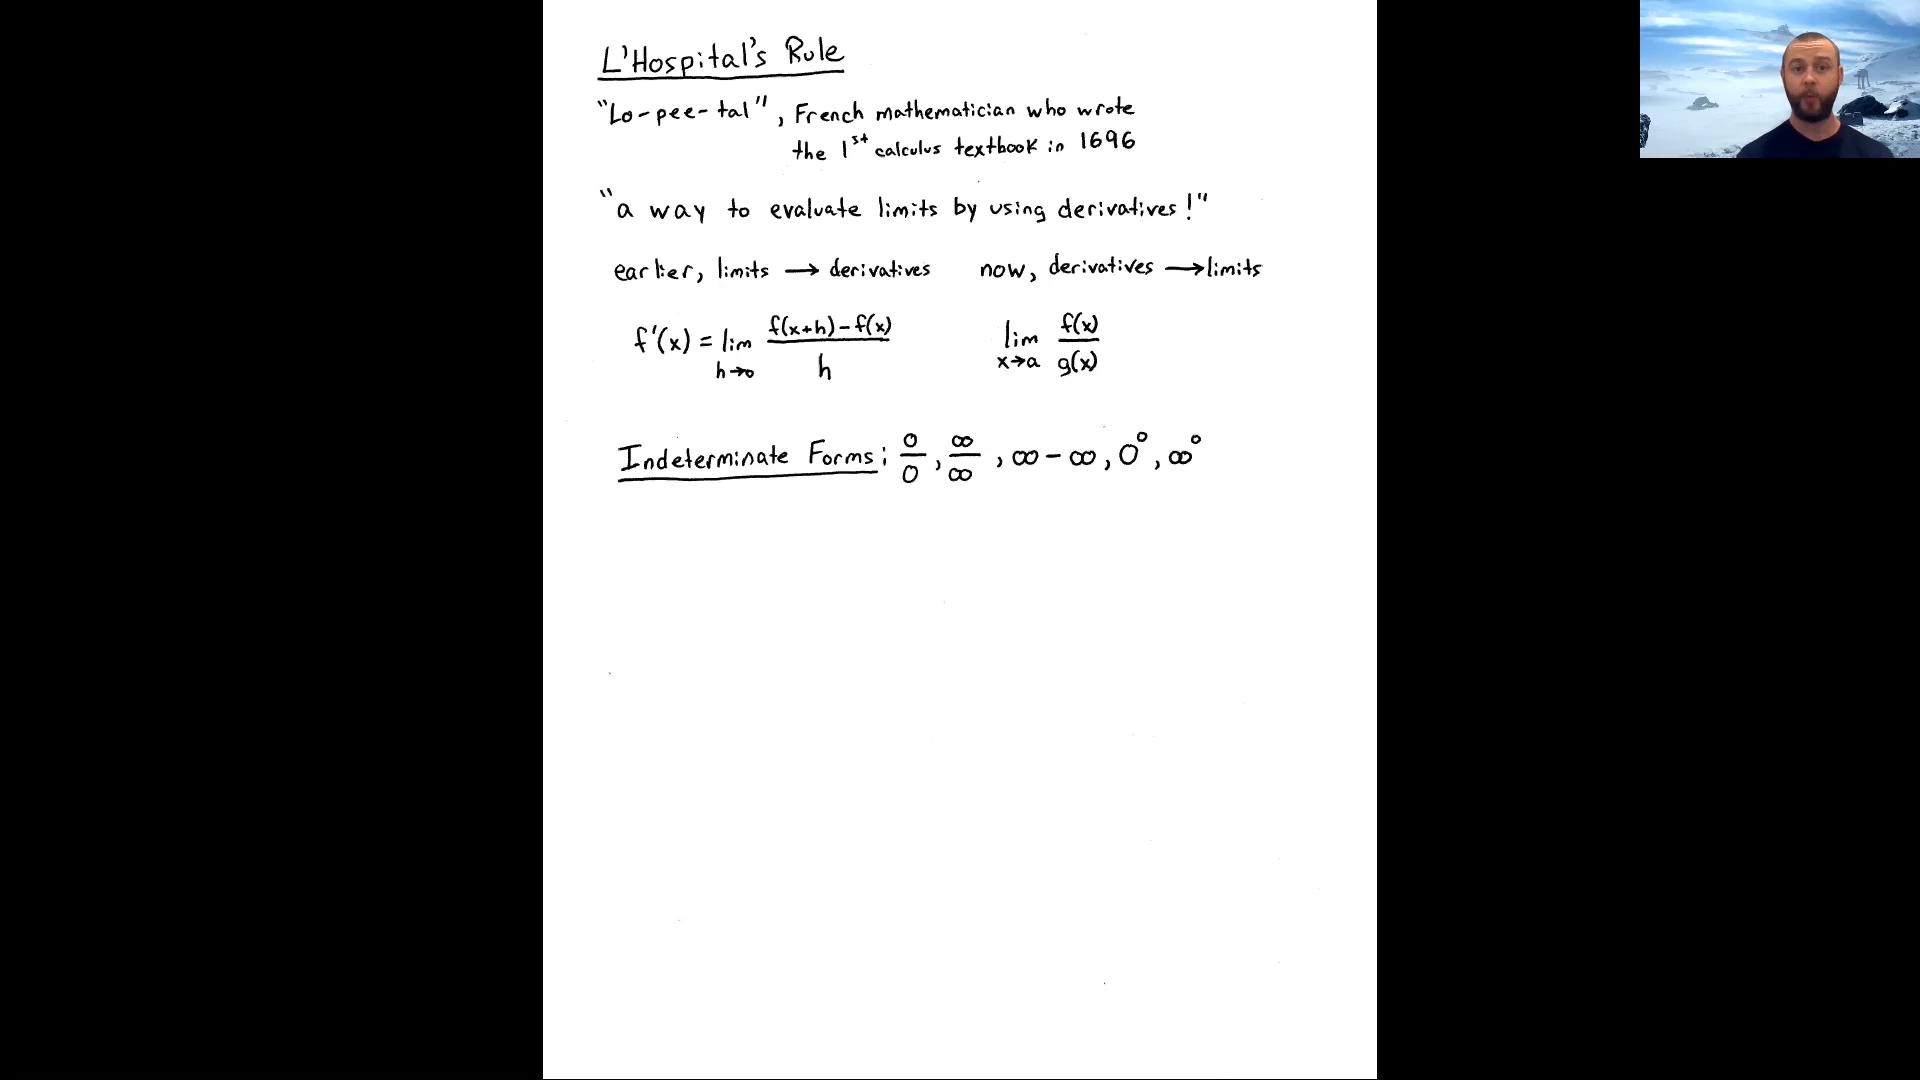 L'Hospital's Rule
"Lo-pee-tal", French mathematician who wrote
the 1st calculus textbook in 1696
"a way to evaluate limits by using derivatives!"
earlier, limits → derivatives now, derivatives → limits
f'(x) = lim h→0 f(x+h)-f(x) / h
lim x→a f(x) / g(x)
Indeterminate Forms: 0/0, ∞/∞, ∞-∞, 0⁰, ∞⁰